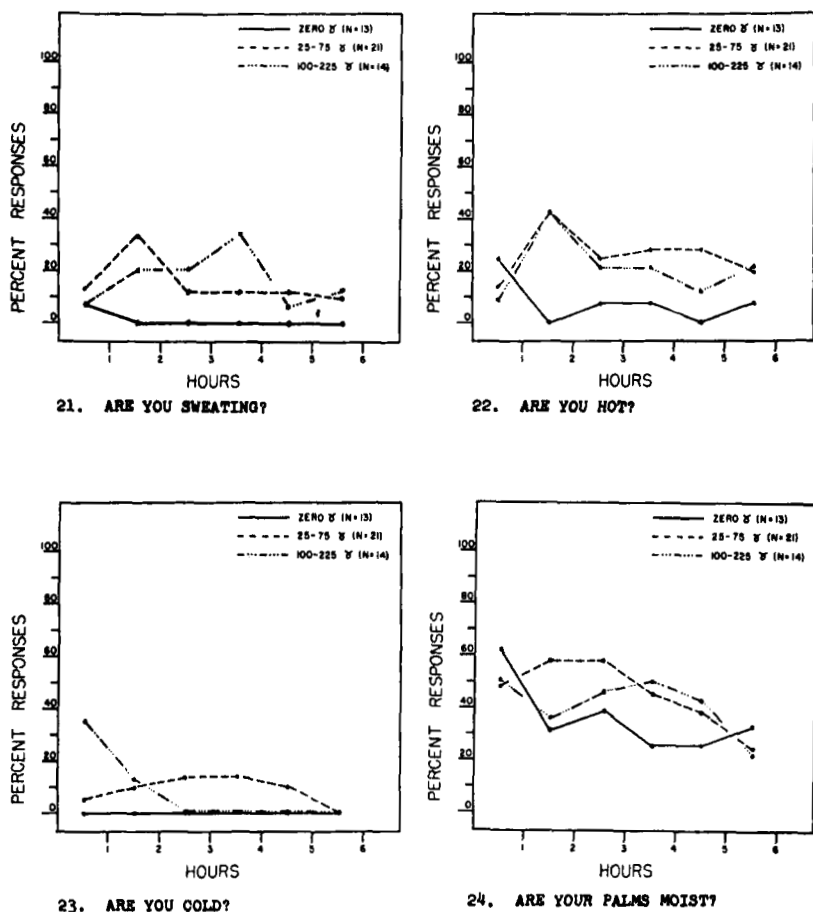 ZERO ɣ (N=13)
25-75 ɣ (N=21)
100-225 ɣ (N=14)
100
80
60
40
20
0
PERCENT RESPONSES
1 2 3 4 5 6
HOURS
21. ARE YOU SWEATING?
ZERO ɣ (N=13)
25-75 ɣ (N=21)
100-225 ɣ (N=14)
100
80
60
40
20
0
PERCENT RESPONSES
1 2 3 4 5 6
HOURS
22. ARE YOU HOT?
ZERO ɣ (N=13)
25-75 ɣ (N=21)
100-225 ɣ (N=14)
100
80
60
40
20
0
PERCENT RESPONSES
1 2 3 4 5 6
HOURS
23. ARE YOU COLD?
ZERO ɣ (N=13)
25-75 ɣ (N=21)
100-225 ɣ (N=14)
100
80
60
40
20
0
PERCENT RESPONSES
1 2 3 4 5 6
HOURS
24. ARE YOUR PALMS MOIST?